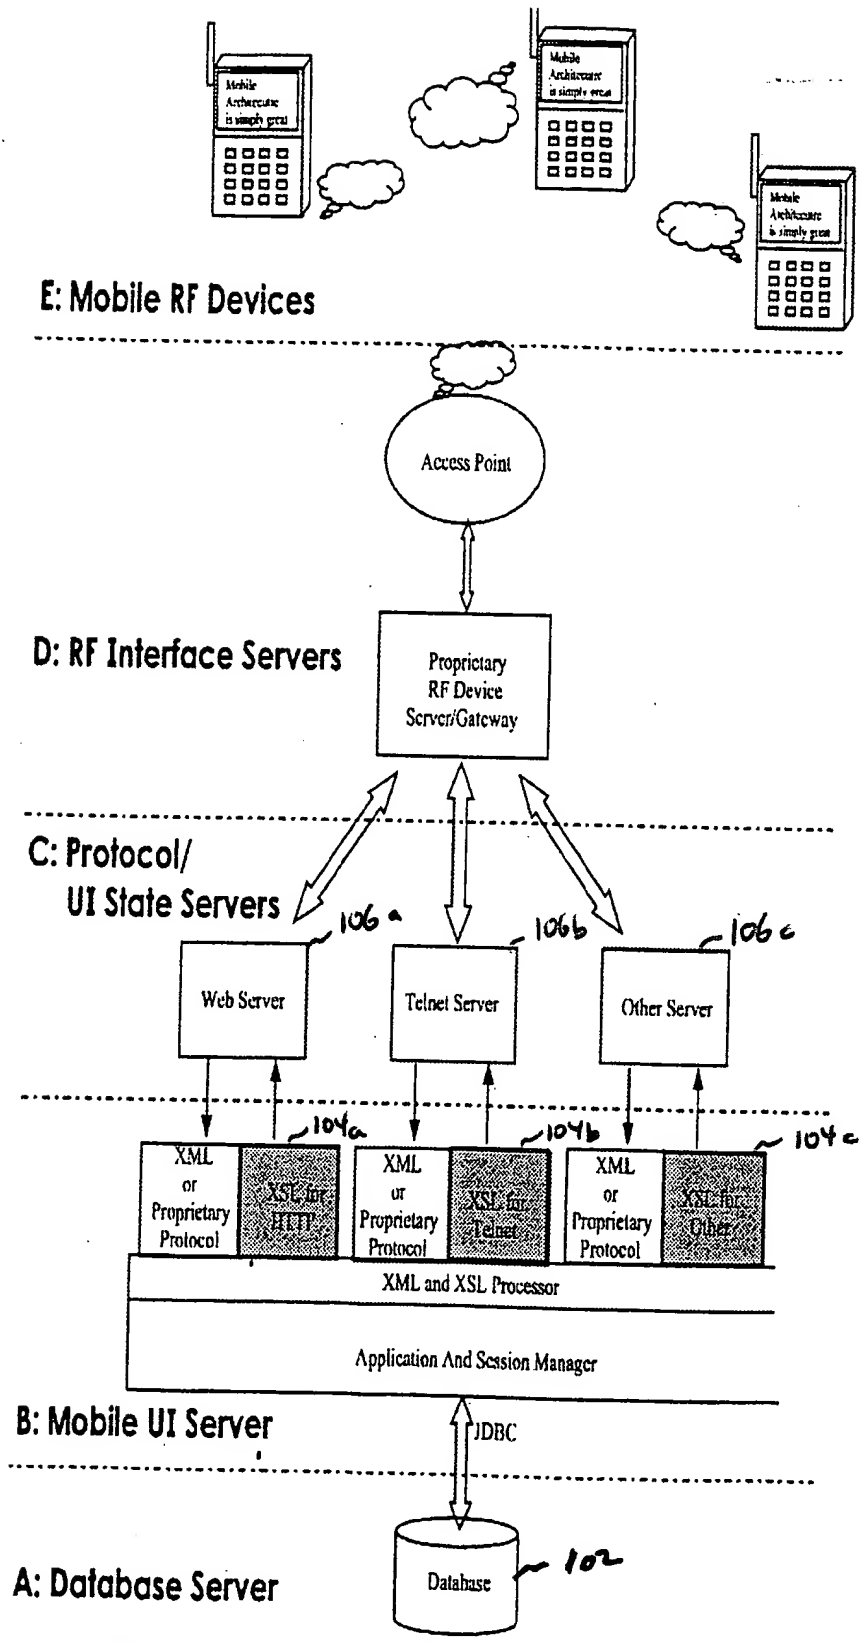 Mobile
Architecture
is simply great
Mobile
Architecture
is simply great
Mobile
Architecture
is simply great
E: Mobile RF Devices
Access Point
D: RF Interface Servers
Proprietary
RF Device
Server/Gateway
C: Protocol/
UI State Servers
106a
106b
106c
Web Server
Telnet Server
Other Server
104a
104b
104c
XML
or
Proprietary
Protocol
XSL for
HTTP
XML
or
Proprietary
Protocol
XSL for
Telnet
XML
or
Proprietary
Protocol
XSL for
Other
XML and XSL Processor
Application And Session Manager
B: Mobile UI Server
JDBC
102
Database
A: Database Server